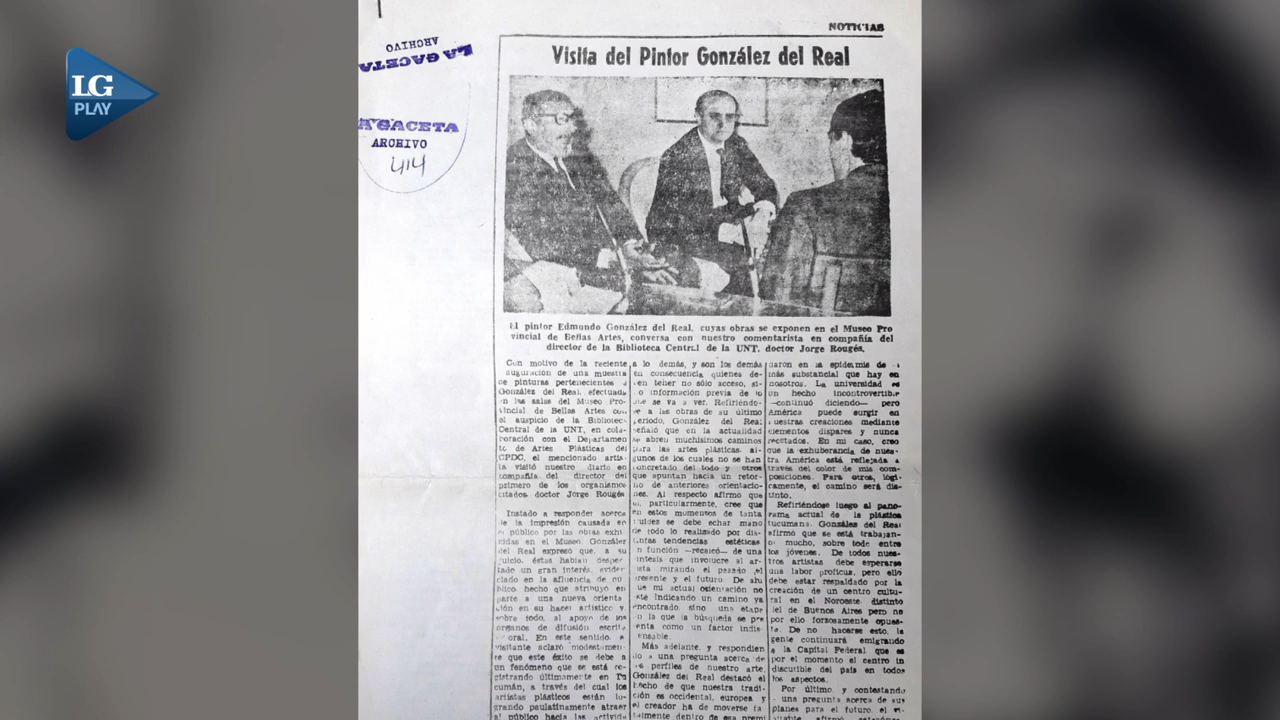 LG
PLAY
LA GACETA
ARCHIVO
A GACETA
ARCHIVO
414
NOTICIAS
Visita del Pintor González del Real
El pintor Edmundo González del Real, cuyas obras se exponen en el Museo Pro
vincial de Bellas Artes, conversa con nuestro comentarista en compañía del
director de la Biblioteca Central de la UNT, doctor Jorge Rougés.
Con motivo de la reciente
auguración de una muestra
de pinturas pertenecientes a
González del Real, efectuada
en las salas del Museo Pro-
vincial de Bellas Artes con
el auspicio de la Biblioteca
Central de la UNT, en cola-
boración con el Departamen
to de Artes Plásticas del
CPDC, el mencionado artis-
ta visitó nuestro diario en
compañía del director del
primero de los organismos
citados, doctor Jorge Rougés
Instado a responder acerca
de la impresión causada en
el público por las obras exhi
bidas en el Museo, González
del Real expresó que, a su
juicio, éstas habían desper
tado un gran interés, eviden
ciado en la afluencia de pú
blico hecho que atribuyó en
parte a una nueva orienta
ción en su hacer artístico y
sobre todo, al apoyo de los
órganos de difusión escrita
oral. En este sentido, e
visitante aclaró modestamen
te que este éxito se debe a
un fenómeno que se está re-
gistrando últimamente en Tu
cumán, a través del cual los
artistas plásticos están lo-
grando paulatinamente atraer
al público hacia las activida
a lo demás, y son los demás
en consecuencia quienes de-
en tener no sólo acceso, si-
o información previa de lo
que se va a ver. Refiriéndo-
e a las obras de su último
período, González del Real
señaló que en la actualidad
se abren muchísimos caminos
para las artes plásticas, al-
gunos de los cuales no se han
concretado del todo y otros
que apuntan hacia un retor-
no de anteriores orientacio-
nes. Al respecto afirmó que
si, particularmente, cree que
en estos momentos de tanta
se debe echar mano
de todo lo realizado por dis-
tintas tendencias estéticas
en función —recalcó— de una
síntesis que involucre al ar-
ista mirando el pasado, el
presente y el futuro. De ahí
que mi actual orientación no
esté indicando un camino ya
encontrado, sino una etapa
en la que la búsqueda se pre
enta como un factor indis
ensable.
Más adelante, y respondien
do a una pregunta acerca de
los perfiles de nuestro arte,
González del Real destacó el
hecho de que nuestra tradi-
ción es occidental, europea y
el creador ha de moverse fa
talmente dentro de esa premi
daron en la epidermis de
más substancial que hay en
nosotros. La universidad es
un hecho incontrovertible
—continuó diciendo— pero
América puede surgir en
nuestras creaciones mediante
elementos dispares y nunca
recetados. En mi caso, creo
que la exhuberancia de nues-
tra América está reflejada a
través del color de mis com-
posiciones. Para otros, lógi-
camente, el camino será dis-
tinto.
Refiriéndose luego al pano-
rama actual de la plástica
tucumana, González del Real
afirmó que se está trabajan-
do mucho, sobre todo entre
los jóvenes. De todos nues-
tros artistas debe esperarse
una labor proficua, pero ello
debe estar respaldado por la
creación de un centro cultu-
ral en el Noroeste, distinto
del de Buenos Aires pero no
por ello forzosamente opues-
to. De no hacerse esto, la
gente continuará emigrando
a la Capital Federal que es
por el momento el centro in
discutible del país en todos
los aspectos.
Por último, y contestando
una pregunta acerca de sus
planes para el futuro, el vi-